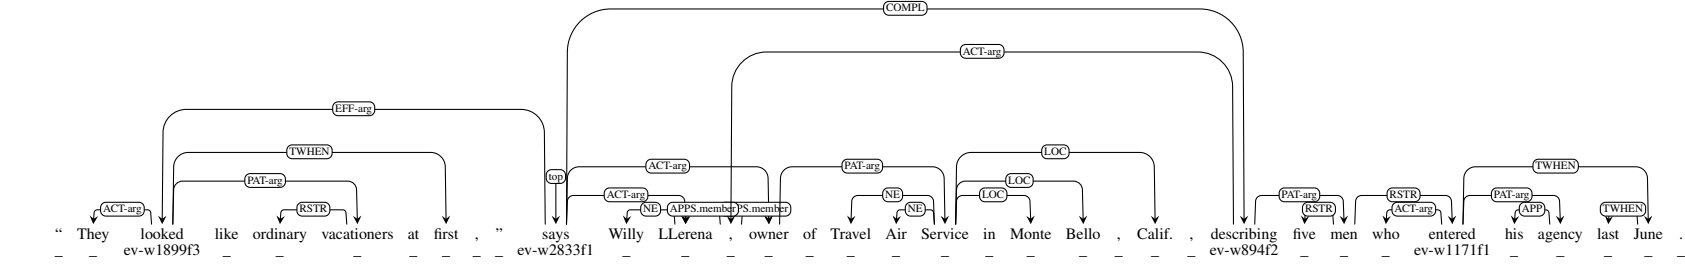 COMPL
ACT-arg
EFF-arg
TWHEN LOC
ACT-arg PAT-arg TWHEN
top
PAT-arg LOC
ACT-arg NE LOC PAT-arg RSTR PAT-arg
ACT-arg RSTR NE APPS.member PS.member NE RSTR ACT-arg APP TWHEN
“ They looked like ordinary vacationers at first , ” says Willy LLerena , owner of Travel Air Service in Monte Bello , Calif. , describing five men who entered his agency last June .
_ _ ev-w1899f3 _ _ _ _ _ _ _ ev-w2833f1 _ _ _ _ _ _ _ _ _ _ _ _ _ _ ev-w894f2 _ _ _ ev-w1171f1 _ _ _ _ _